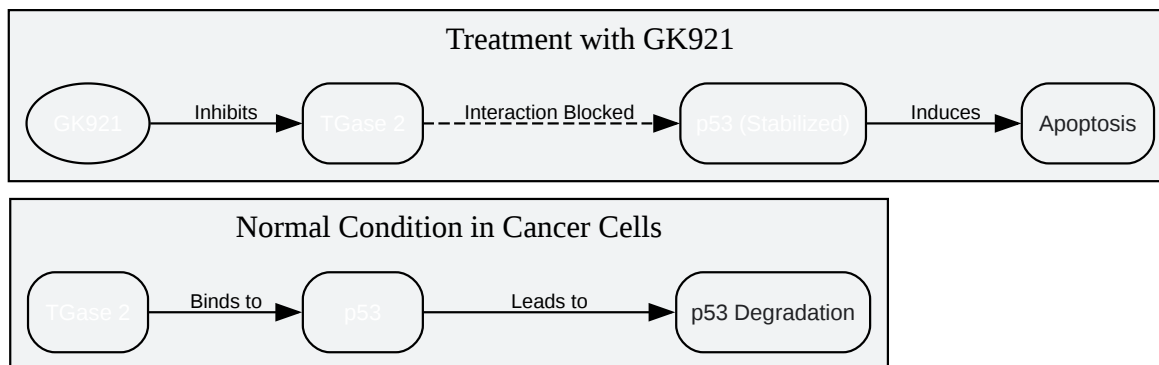 Treatment with GK921
GK921
Inhibits
TGase 2
Interaction Blocked
p53 (Stabilized)
Induces
Apoptosis
Normal Condition in Cancer Cells
TGase 2
Binds to
p53
Leads to
p53 Degradation